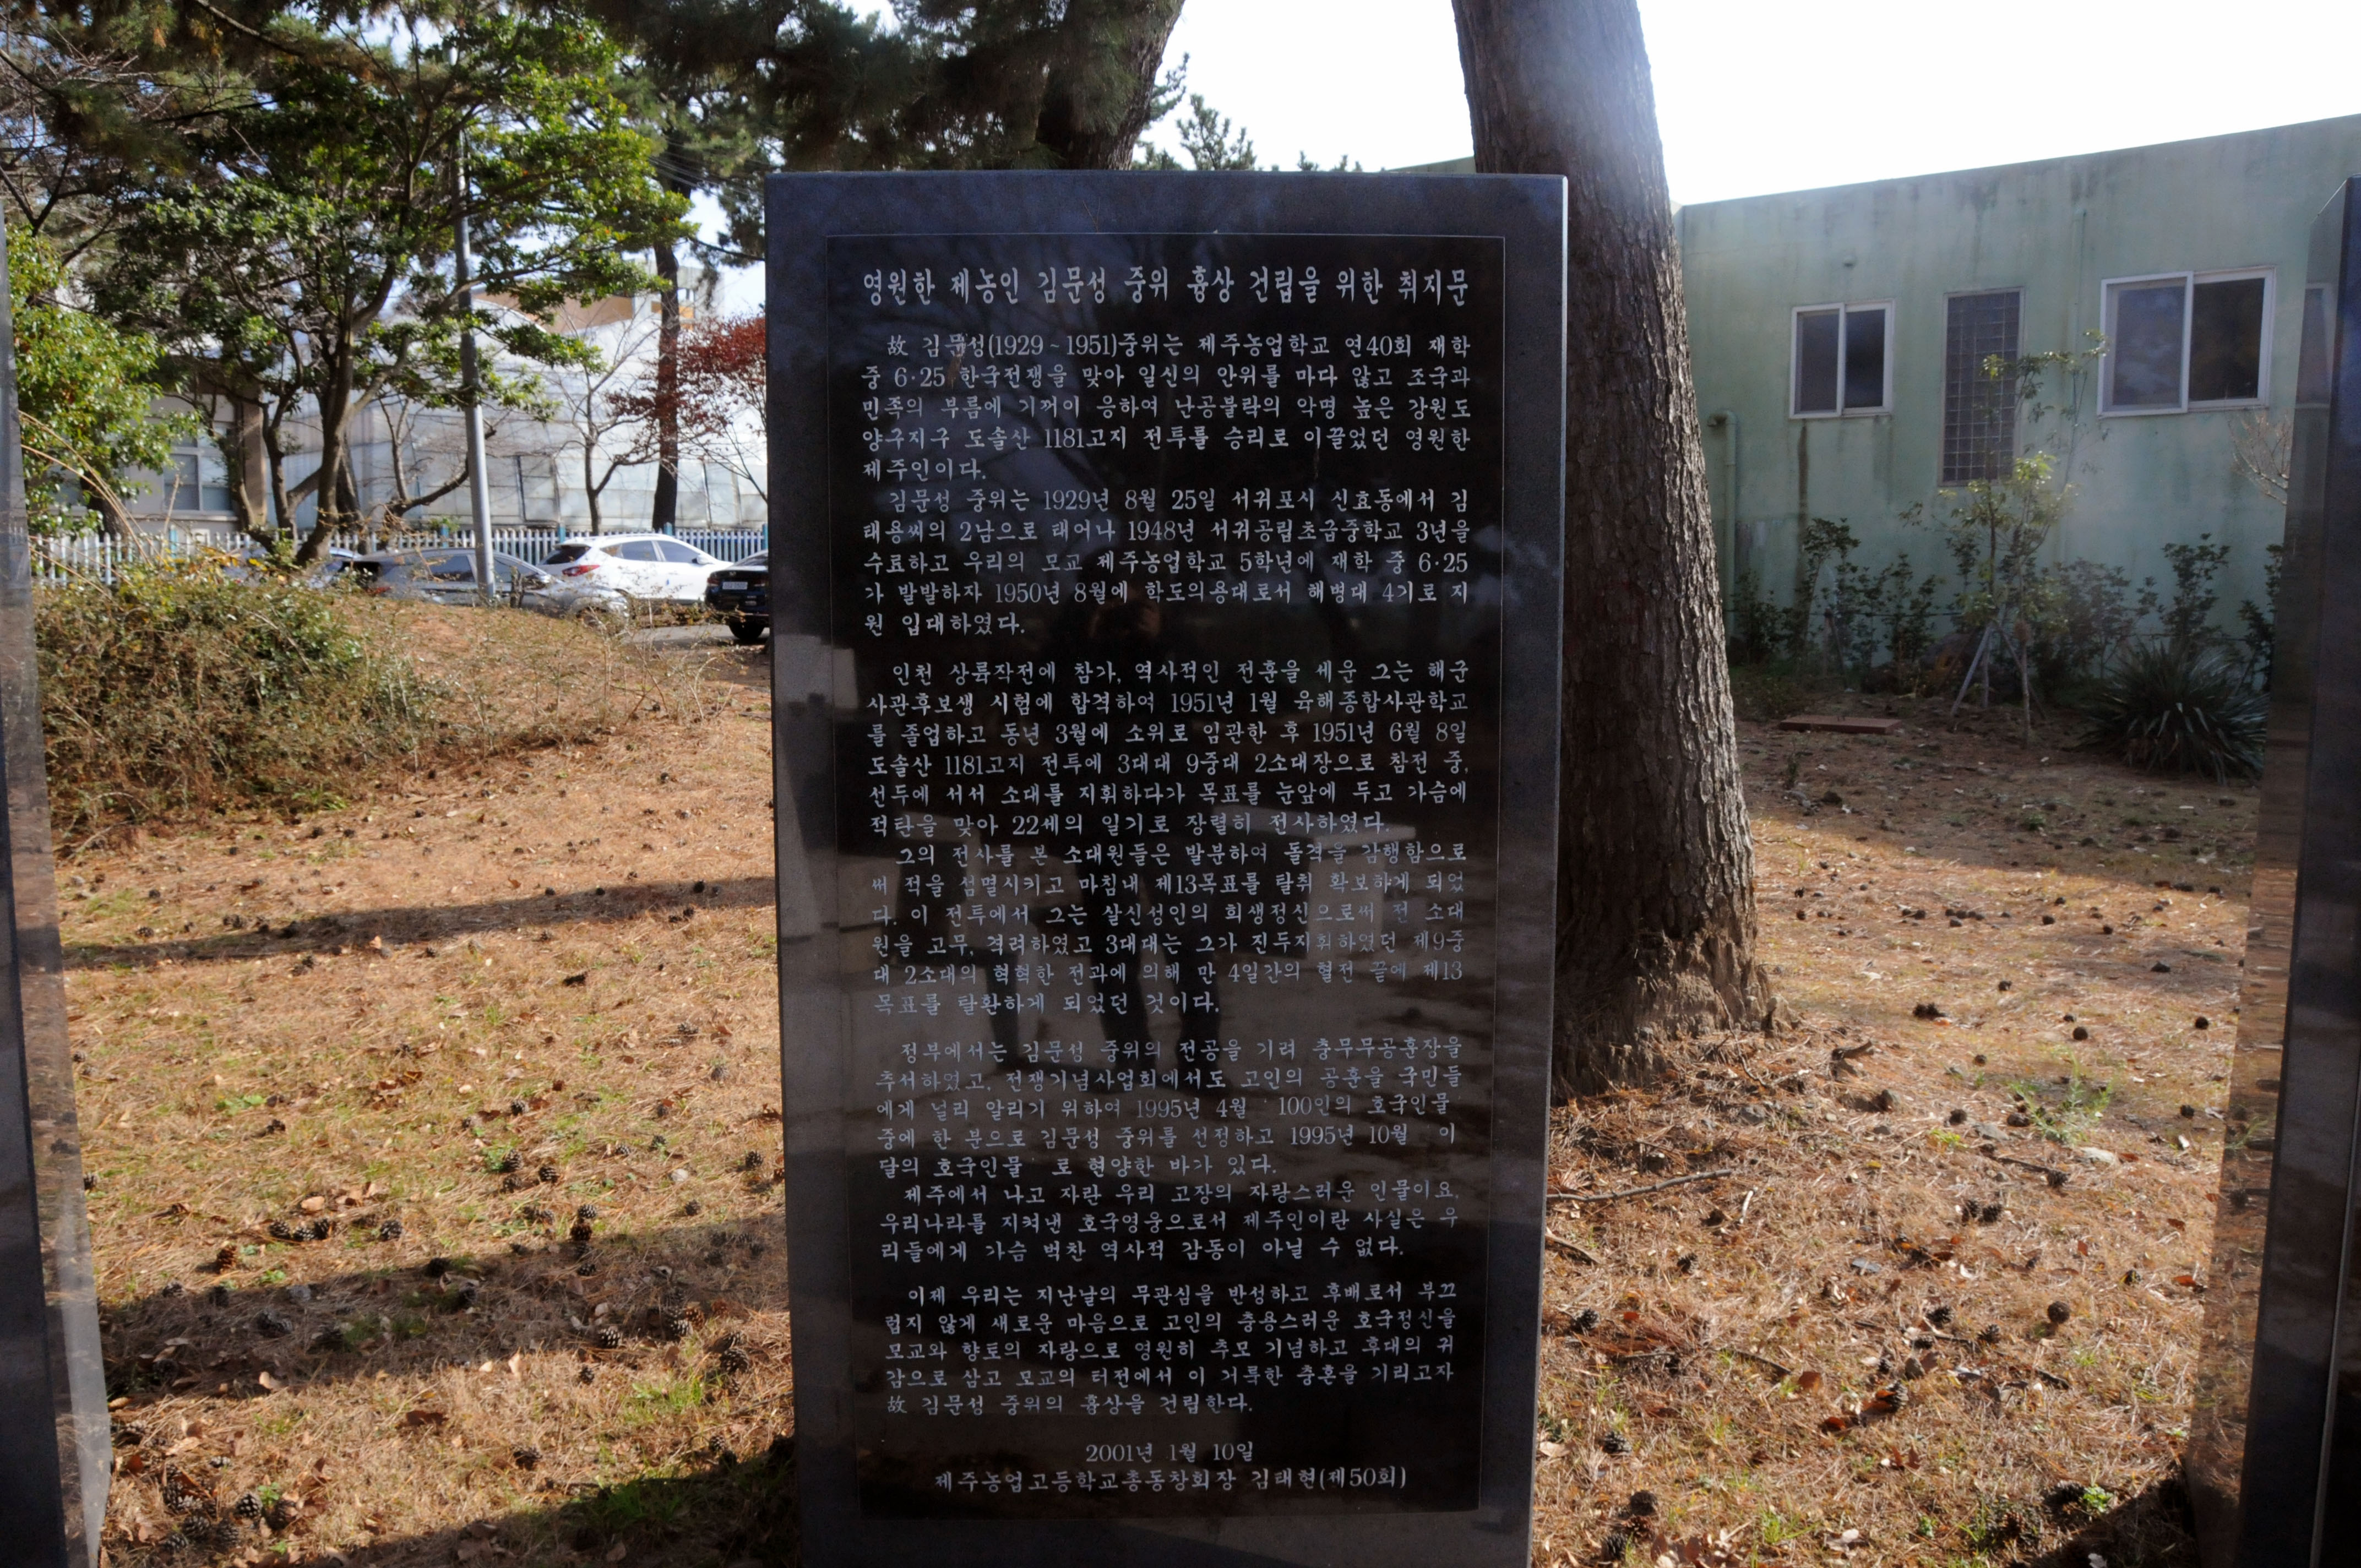 영원한 제농인 김문성 중위 흉상 건립을 위한 취지문
故 김문성(1929~1951)중위는 제주농업학교 연40회 재학
중 6·25 한국전쟁을 맞아 일신의 안위를 마다 않고 조국과
민족의 부름에 기꺼이 응하여 난공불락의 악명 높은 강원도
양구지구 도솔산 1181고지 전투를 승리로 이끌었던 영원한
제주인이다.
김문성 중위는 1929년 8월 25일 서귀포시 신효동에서 김
태용씨의 2남으로 태어나 1948년 서귀공립초급중학교 3년을
수료하고 우리의 모교 제주농업학교 5학년에 재학 중 6·25
가 발발하자 1950년 8월에 학도의용대로서 해병대 4기로 지
원 입대하였다.
인천 상륙작전에 참가, 역사적인 전훈을 세운 그는 해군
사관후보생 시험에 합격하여 1951년 1월 육해종합사관학교
를 졸업하고 동년 3월에 소위로 임관한 후 1951년 6월 8일
도솔산 1181고지 전투에 3대대 9중대 2소대장으로 참전 중,
선두에 서서 소대를 지휘하다가 목표를 눈앞에 두고 가슴에
적탄을 맞아 22세의 일기로 장렬히 전사하였다.
그의 전사를 본 소대원들은 발분하여 돌격을 감행함으로
써 적을 섬멸시키고 마침내 제13목표를 탈취 확보하게 되었
다. 이 전투에서 그는 살신성인의 희생정신으로써 전 소대
원을 고무, 격려하였고 3대대는 그가 진두지휘하였던 제9중
대 2소대의 혁혁한 전과에 의해 만 4일간의 혈전 끝에 제13
목표를 탈환하게 되었던 것이다.
정부에서는 김문성 중위의 전공을 기려 충무무공훈장을
추서하였고, 전쟁기념사업회에서도 고인의 공훈을 국민들
에게 널리 알리기 위하여 1995년 4월 '100인의 호국인물'
중에 한 분으로 김문성 중위를 선정하고 1995년 10월 '이
달의 호국인물'로 현양한 바가 있다.
제주에서 나고 자란 우리 고장의 자랑스러운 인물이요,
우리나라를 지켜낸 호국영웅으로서 제주인이란 사실은 우
리들에게 가슴 벅찬 역사적 감동이 아닐 수 없다.
이제 우리는 지난날의 무관심을 반성하고 후배로서 부끄
럽지 않게 새로운 마음으로 고인의 충용스러운 호국정신을
모교와 향토의 자랑으로 영원히 추모 기념하고 후대의 귀
감으로 삼고 모교의 터전에서 이 거룩한 충혼을 기리고자
故 김문성 중위의 흉상을 건립한다.
2001년 1월 10일
제주농업고등학교총동창회장 김태현(제50회)